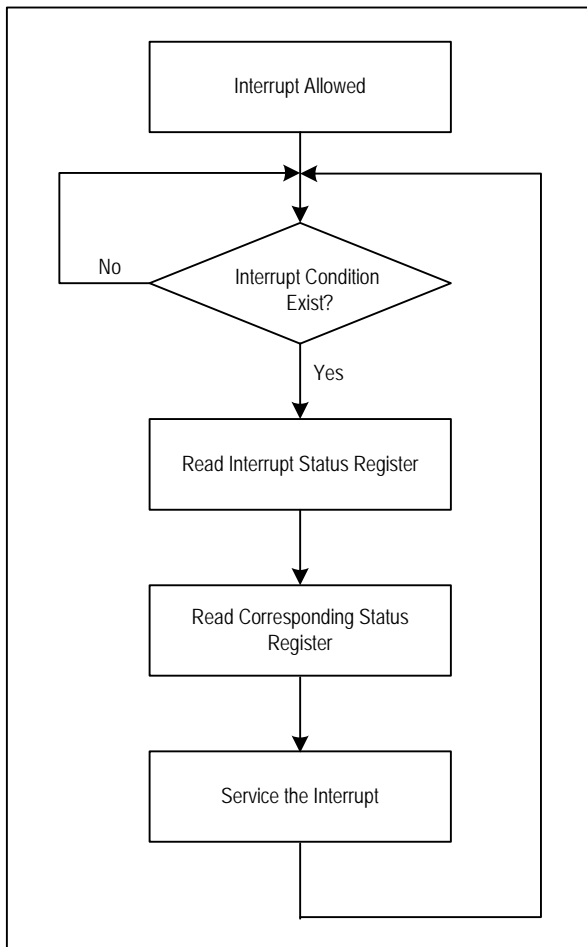 Interrupt Allowed
No
Interrupt Condition
Exist?
Yes
Read Interrupt Status Register
Read Corresponding Status
Register
Service the Interrupt